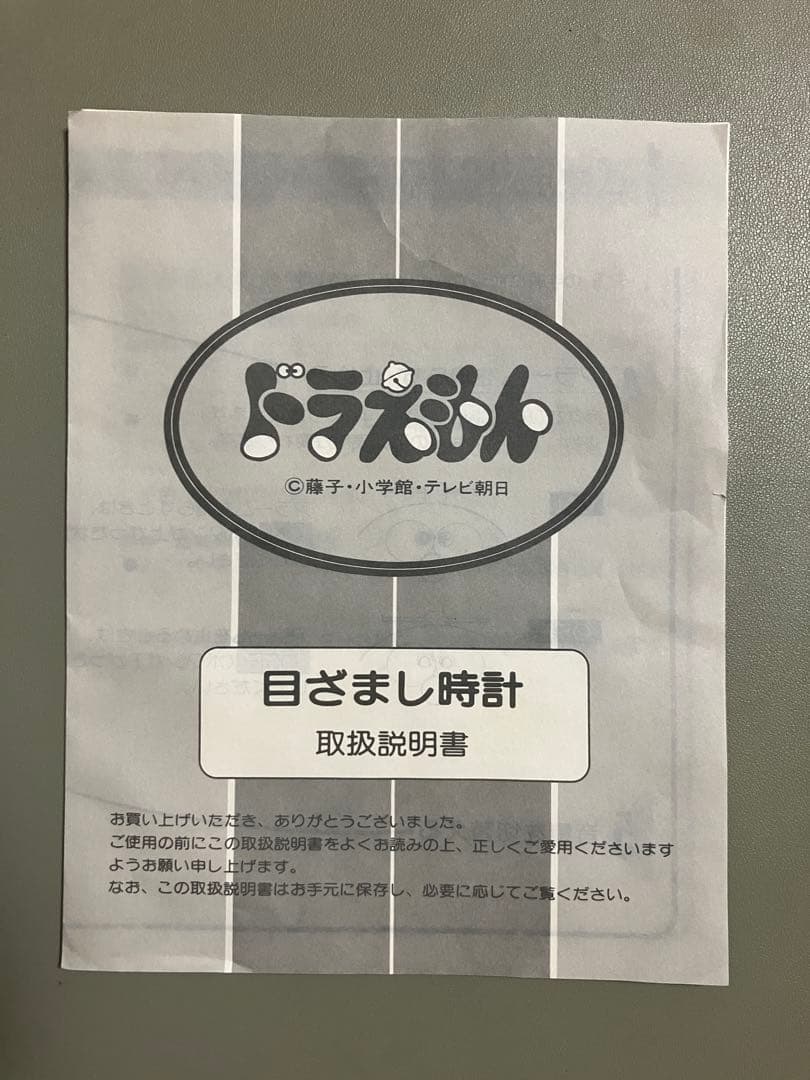 ドラえもん
©藤子・小学館・テレビ朝日
目ざまし時計
取扱説明書
お買い上げいただき、ありがとうございました。
ご使用の前にこの取扱説明書をよくお読みの上、正しくご愛用くださいます
ようお願い申し上げます。
なお、この取扱説明書はお手元に保存し、必要に応じてご覧ください。